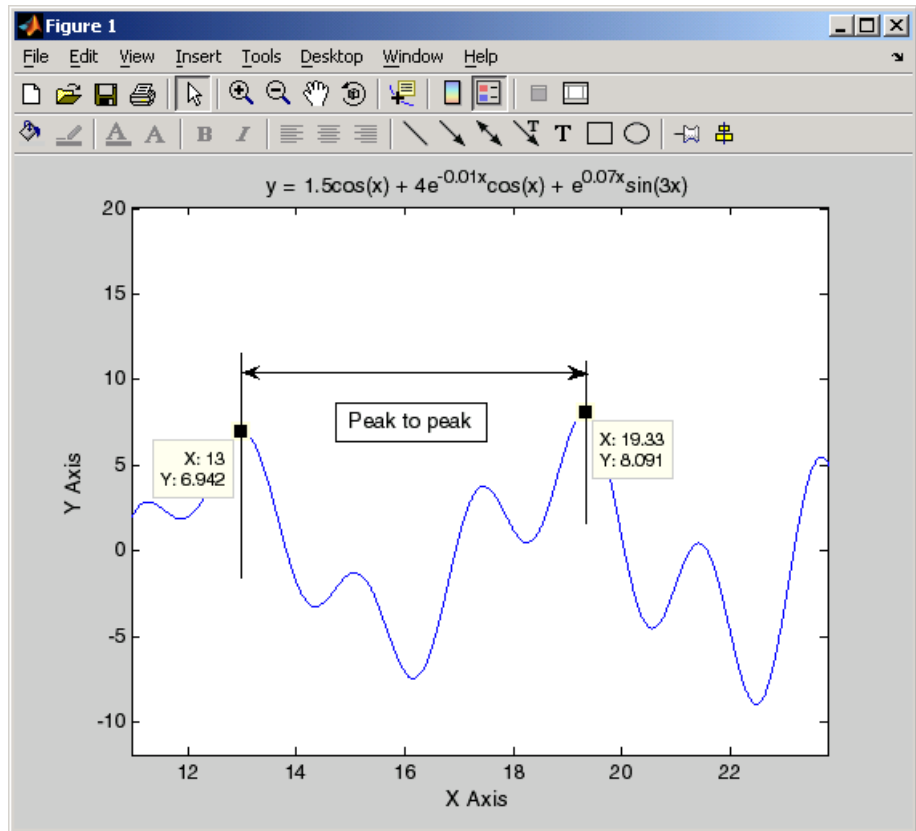 Figure 1
File Edit View Insert Tools Desktop Window Help
A A B I T T
y = 1.5cos(x) + 4e^-0.01x cos(x) + e^0.07x sin(3x)
20
15
10
5
0
-5
-10
Y Axis
Peak to peak
X: 13
Y: 6.942
X: 19.33
Y: 8.091
12 14 16 18 20 22
X Axis